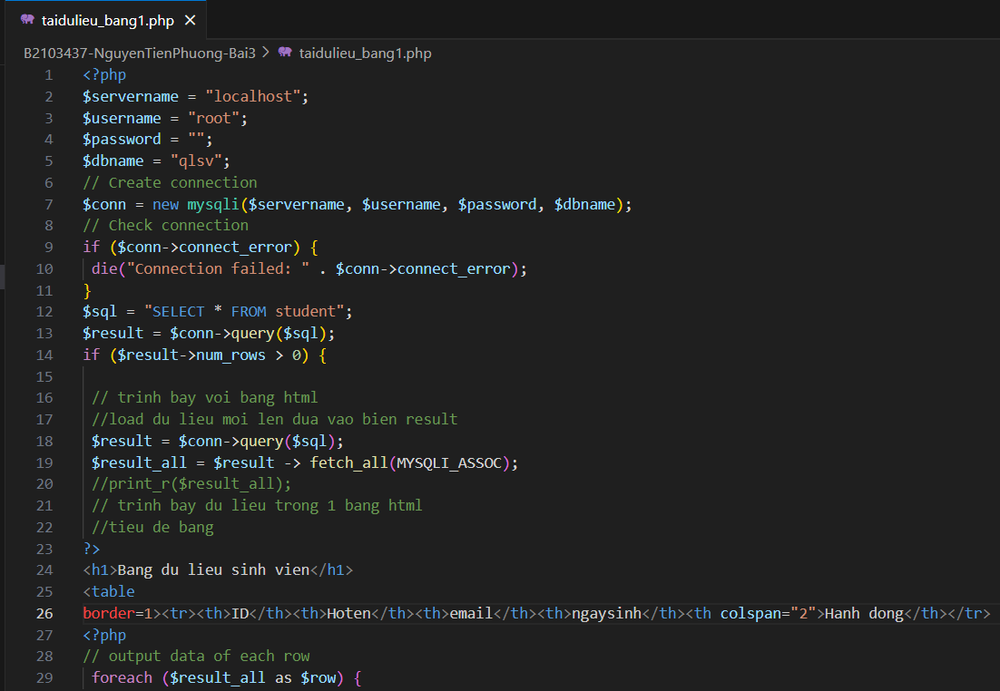 taidulieu_bang1.php
B2103437-NguyenTienPhuong-Bai3 > taidulieu_bang1.php
1 <?php
2 $servername = "localhost";
3 $username = "root";
4 $password = "";
5 $dbname = "qlsv";
6 // Create connection
7 $conn = new mysqli($servername, $username, $password, $dbname);
8 // Check connection
9 if ($conn->connect_error) {
10 die("Connection failed: " . $conn->connect_error);
11 }
12 $sql = "SELECT * FROM student";
13 $result = $conn->query($sql);
14 if ($result->num_rows > 0) {
15
16 // trinh bay voi bang html
17 //load du lieu moi len dua vao bien result
18 $result = $conn->query($sql);
19 $result_all = $result -> fetch_all(MYSQLI_ASSOC);
20 //print_r($result_all);
21 // trinh bay du lieu trong 1 bang html
22 //tieu de bang
23 ?>
24 <h1>Bang du lieu sinh vien</h1>
25 <table
26 border=1><tr><th>ID</th><th>Hoten</th><th>email</th><th>ngaysinh</th><th colspan="2">Hanh dong</th></tr>
27 <?php
28 // output data of each row
29 foreach ($result_all as $row) {